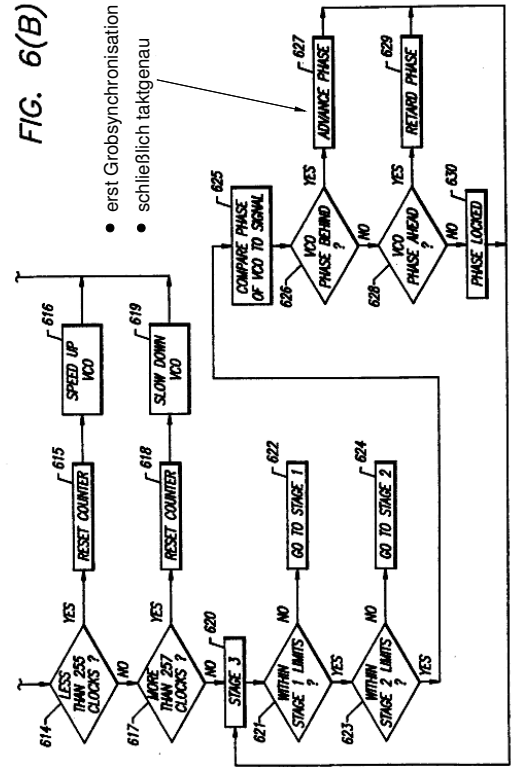 FIG. 6(B)
• erst Grobsynchronisation
• schließlich taktgenau
614
LESS
THAN 255
CLOCKS ?
YES
NO
615
RESET COUNTER
616
SPEED UP
VCO
617
MORE
THAN 257
CLOCKS ?
YES
NO
618
RESET COUNTER
619
SLOW DOWN
VCO
620
STAGE 3
621
WITHIN
STAGE 1 LIMITS
?
NO
YES
622
GO TO STAGE 1
623
WITHIN
STAGE 2 LIMITS
?
NO
YES
624
GO TO STAGE 2
625
COMPARE PHASE
OF VCO TO SIGNAL
626
VCO
PHASE BEHIND
?
YES
NO
627
ADVANCE PHASE
628
VCO
PHASE AHEAD
?
YES
NO
629
RETARD PHASE
630
PHASE LOCKED